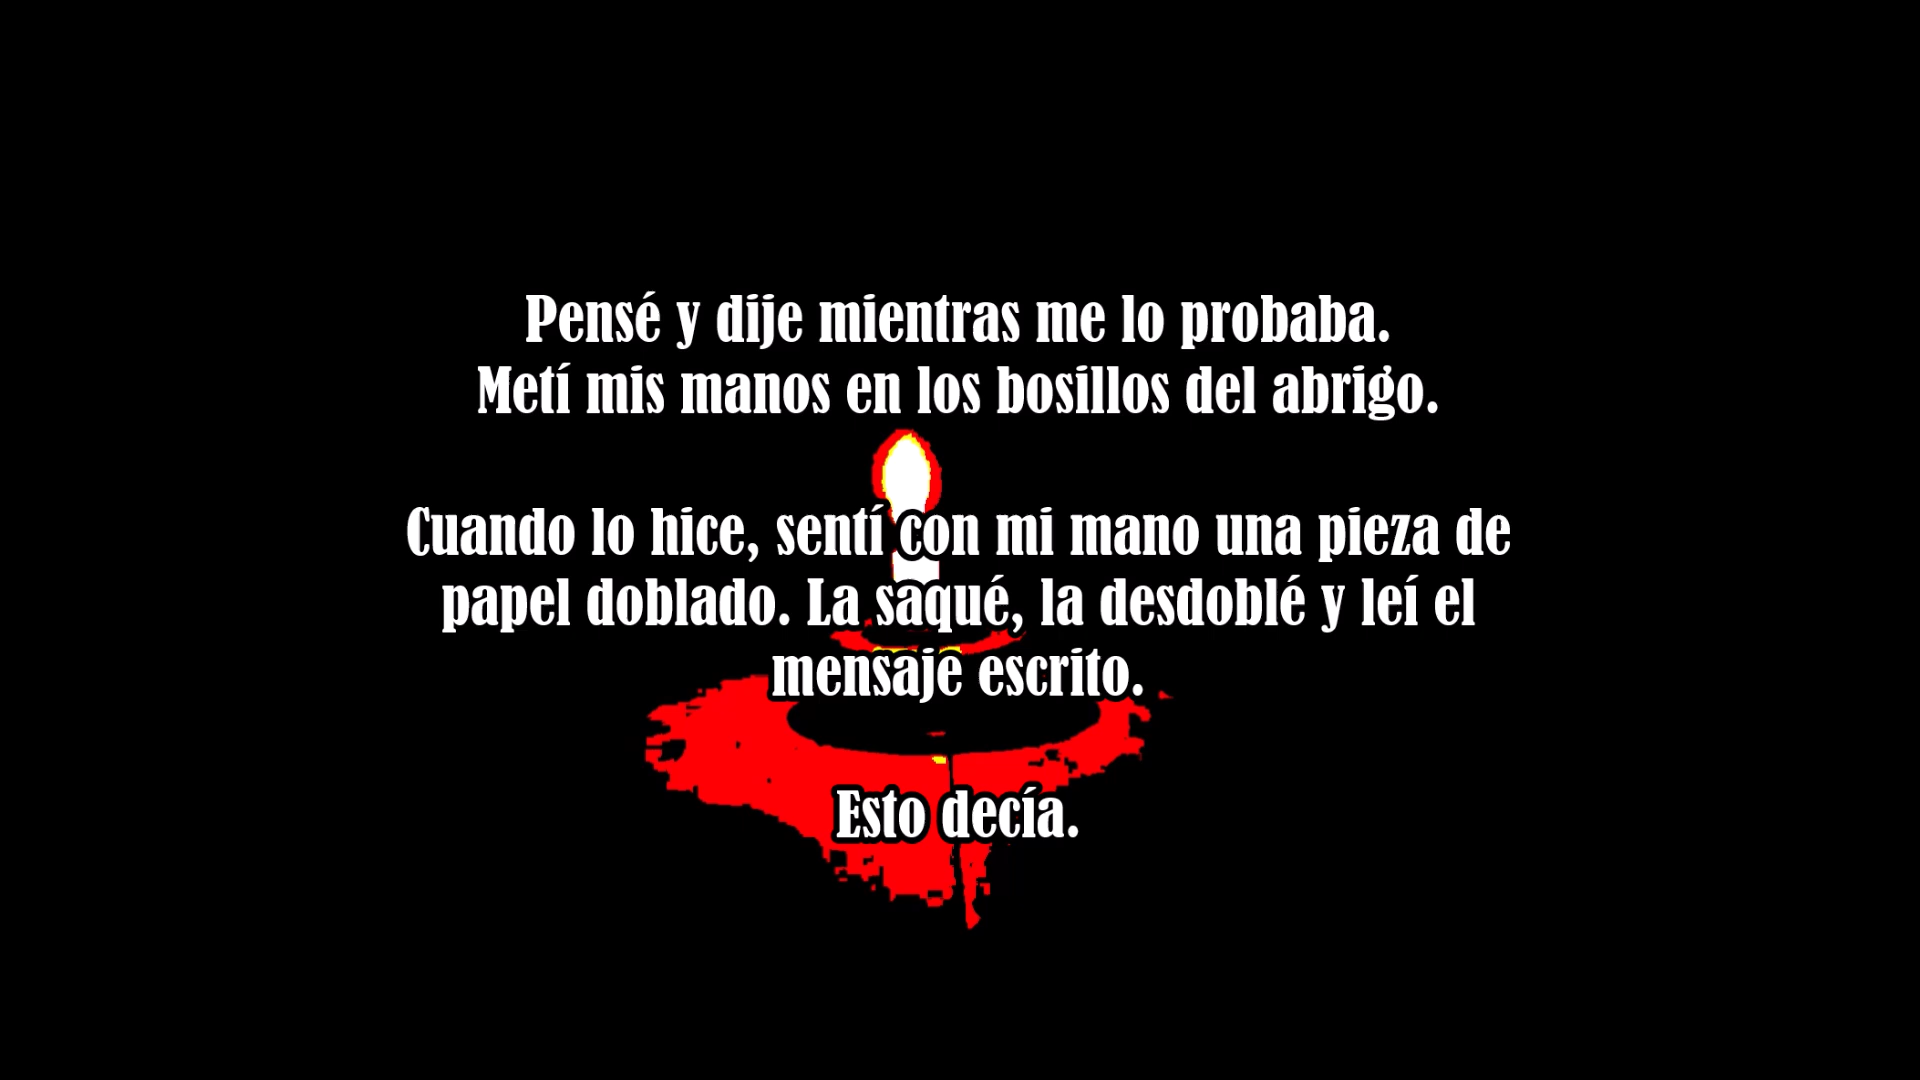 Pensé y dije mientras me lo probaba.
Metí mis manos en los bosillos del abrigo.
Cuando lo hice, sentí con mi mano una pieza de
papel doblado. La saqué, la desdoblé y leí el
mensaje escrito.
Esto decía.